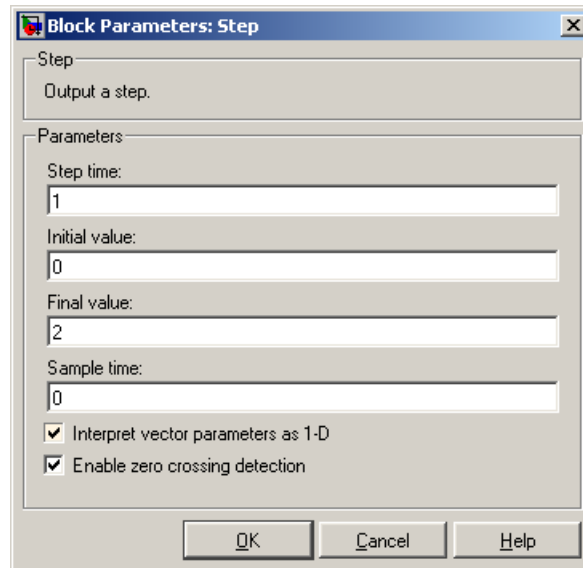 Block Parameters: Step
Step
Output a step.
Parameters
Step time:
1
Initial value:
0
Final value:
2
Sample time:
0
Interpret vector parameters as 1-D
Enable zero crossing detection
OK Cancel Help